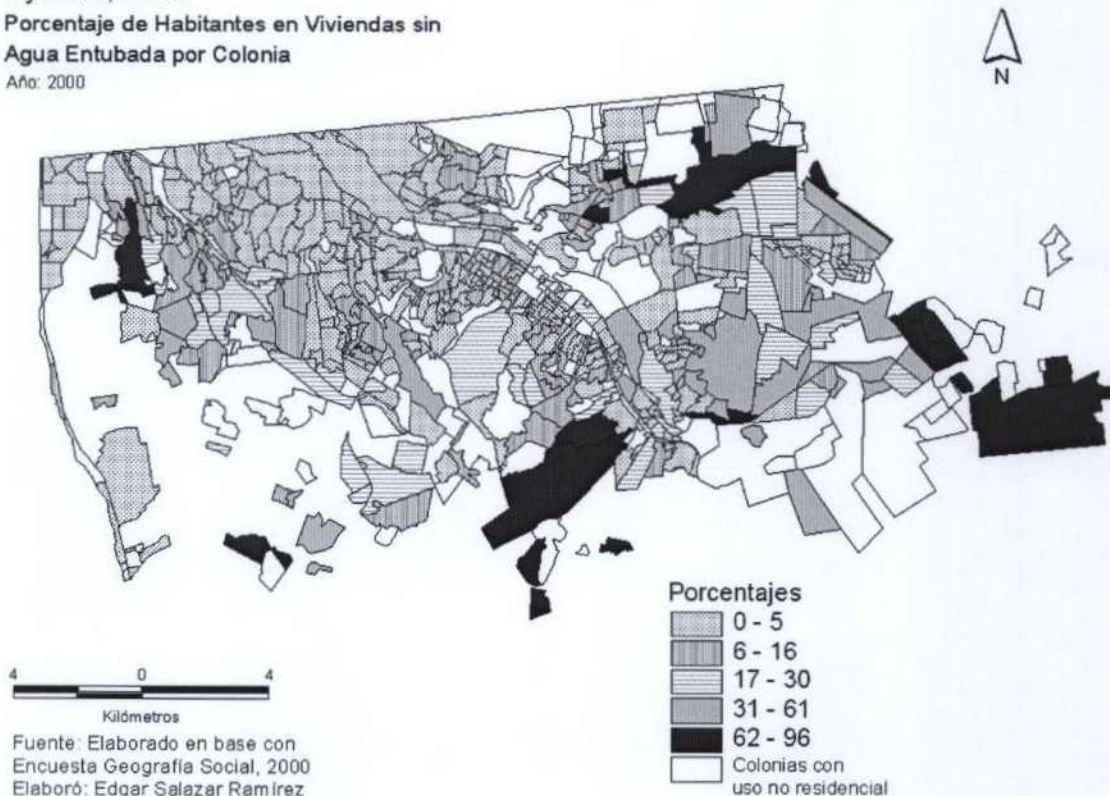 Porcentaje de Habitantes en Viviendas sin
Agua Entubada por Colonia
Año: 2000
N
Porcentajes
0 - 5
6 - 16
17 - 30
31 - 61
62 - 96
Colonias con
uso no residencial
4 0 4
Kilómetros
Fuente: Elaborado en base con
Encuesta Geografía Social, 2000
Elaboró: Edgar Salazar Ramírez